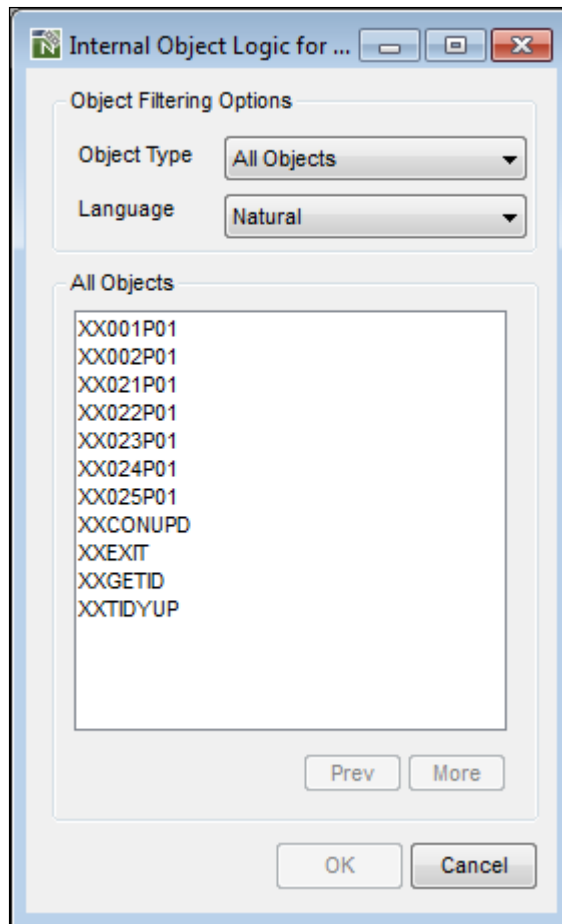 Internal Object Logic for ...
Object Filtering Options
Object Type All Objects
Language Natural
All Objects
XX001P01
XX002P01
XX021P01
XX022P01
XX023P01
XX024P01
XX025P01
XXCONUPD
XXEXIT
XXGETID
XXTIDYUP
Prev More
OK Cancel